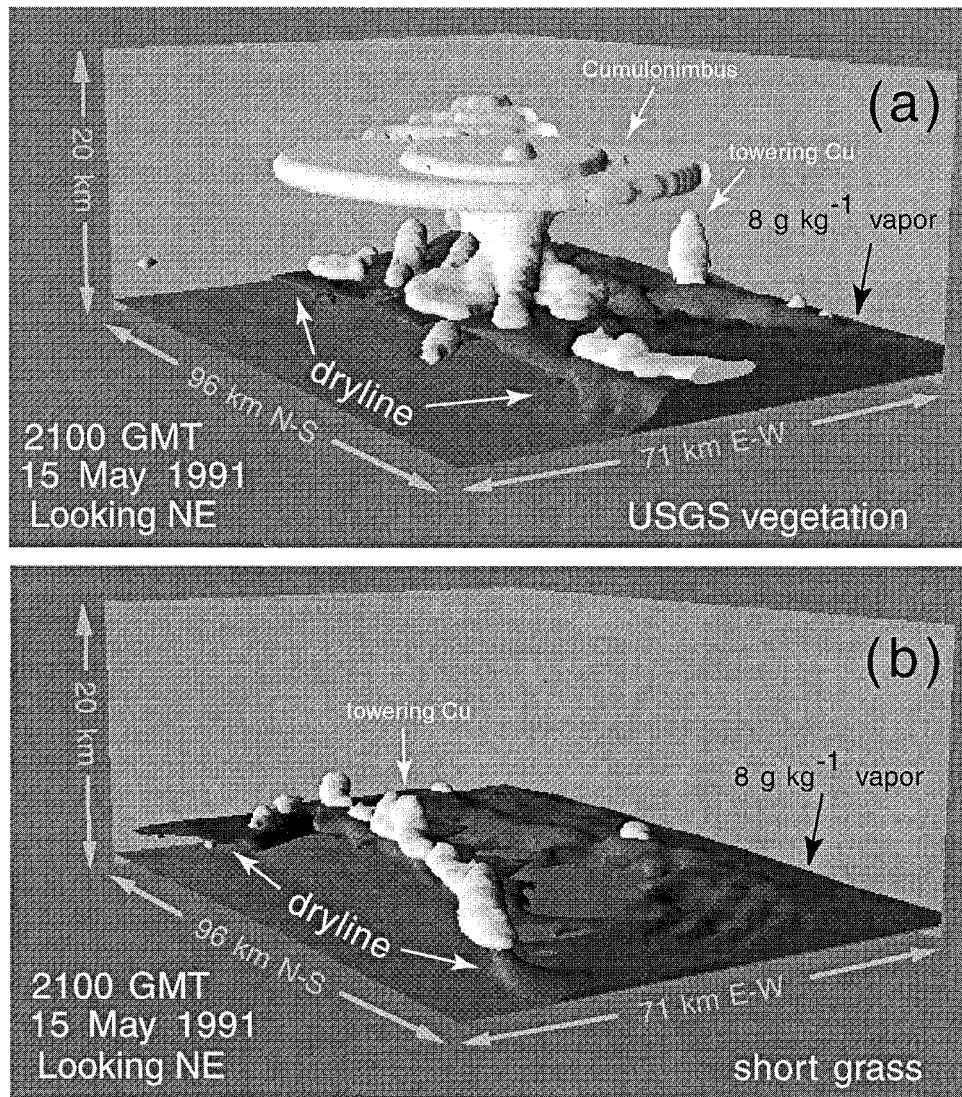 (a)
Cumulonimbus
towering Cu
8 g kg⁻¹ vapor
20 km
dryline
96 km N-S
71 km E-W
2100 GMT
15 May 1991
Looking NE
USGS vegetation
(b)
towering Cu
8 g kg⁻¹ vapor
20 km
dryline
96 km N-S
71 km E-W
2100 GMT
15 May 1991
Looking NE
short grass